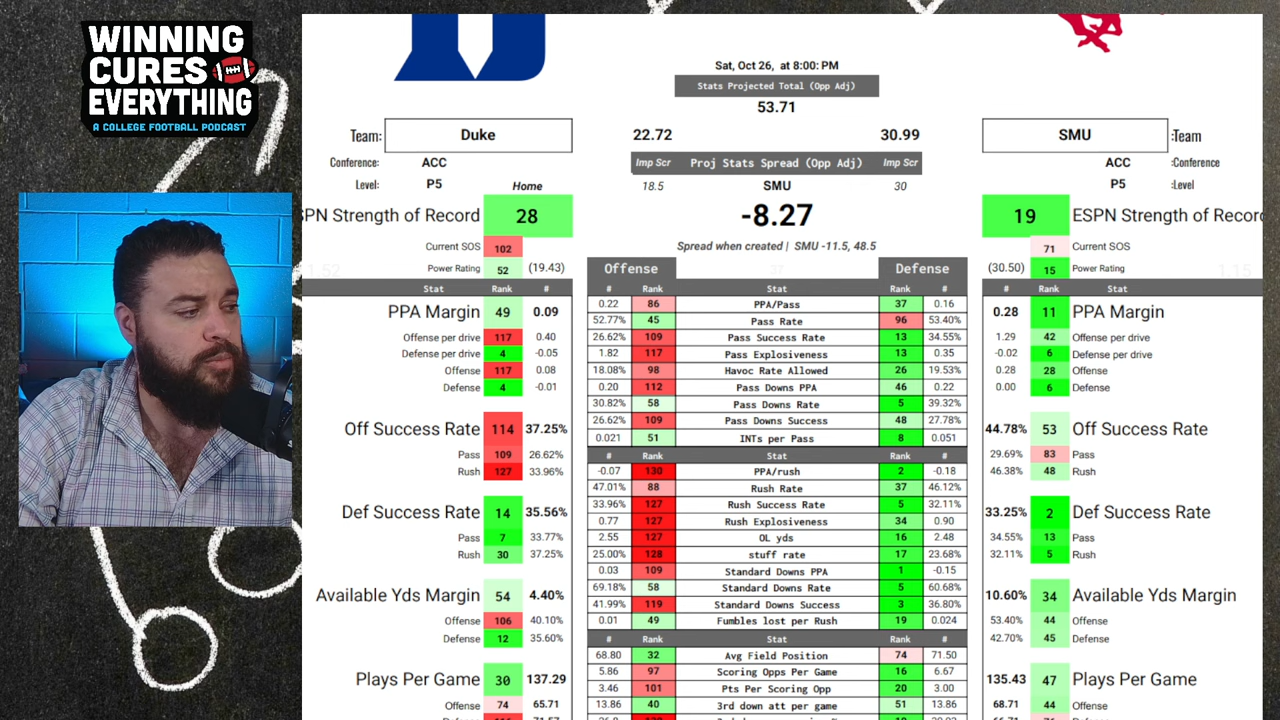 WINNING
CURES
EVERYTHING
A COLLEGE FOOTBALL PODCAST
Sat, Oct 26, at 8:00: PM
Stats Projected Total (Opp Adj)
53.71
Team: Duke 22.72 30.99 SMU :Team
Conference: ACC Imp Scr Proj Stats Spread (Opp Adj) Imp Scr ACC :Conference
Level: P5 Home 18.5 SMU 30 P5 :Level
SPN Strength of Record 28 -8.27 19 ESPN Strength of Record
Current SOS 102 Spread when created | SMU -11.5, 48.5 71 Current SOS
1.52 Power Rating 52 (19.43) Offense 37 Defense (30.50) 15 Power Rating 1.15
Stat Rank # # Rank Stat Rank # # Rank Stat
PPA Margin 49 0.09 0.22 86 PPA/Pass 37 0.16 0.28 11 PPA Margin
52.77% 45 Pass Rate 96 53.40%
Offense per drive 117 0.40 26.62% 109 Pass Success Rate 13 34.55% 1.29 42 Offense per drive
Defense per drive 4 -0.05 1.82 117 Pass Explosiveness 13 0.35 -0.02 6 Defense per drive
Offense 117 0.08 18.08% 98 Havoc Rate Allowed 26 19.53% 0.28 28 Offense
Defense 4 -0.01 0.20 112 Pass Downs PPA 46 0.22 0.00 6 Defense
30.82% 58 Pass Downs Rate 5 39.32%
Off Success Rate 114 37.25% 26.62% 109 Pass Downs Success 48 27.78% 44.78% 53 Off Success Rate
0.021 51 INTs per Pass 8 0.051
Pass 109 26.62% # Rank Stat Rank # 29.69% 83 Pass
Rush 127 33.96% -0.07 130 PPA/rush 2 -0.18 46.38% 48 Rush
47.01% 88 Rush Rate 37 46.12%
Def Success Rate 14 35.56% 33.96% 127 Rush Success Rate 5 32.11% 33.25% 2 Def Success Rate
0.77 127 Rush Explosiveness 34 0.90
Pass 7 33.77% 2.55 127 OL yds 16 2.48 34.55% 13 Pass
Rush 30 37.25% 25.00% 128 stuff rate 17 23.68% 32.11% 5 Rush
0.03 109 Standard Downs PPA 1 -0.15
Available Yds Margin 54 4.40% 69.18% 58 Standard Downs Rate 5 60.68% 10.60% 34 Available Yds Margin
41.99% 119 Standard Downs Success 3 36.80%
Offense 106 40.10% 0.01 49 Fumbles lost per Rush 19 0.024 53.40% 44 Offense
Defense 12 35.60% # Rank Stat Rank # 42.70% 45 Defense
68.80 32 Avg Field Position 74 71.50
Plays Per Game 30 137.29 5.86 97 Scoring Opps Per Game 16 6.67 135.43 47 Plays Per Game
3.46 101 Pts Per Scoring Opp 20 3.00
Offense 74 65.71 13.86 40 3rd down att per game 51 13.86 68.71 44 Offense